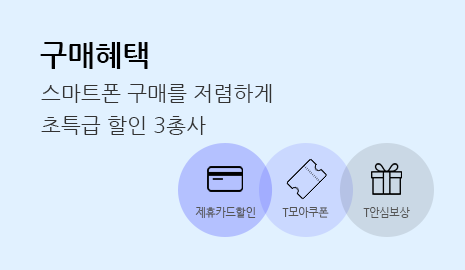 구매혜택
스마트폰 구매를 저렴하게
초특급 할인 3총사
제휴카드할인
T모아쿠폰
T안심보상